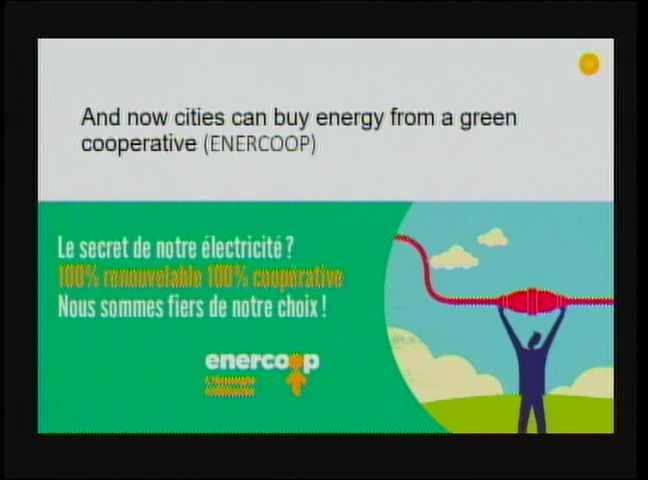 And now cities can buy energy from a green
cooperative (ENERCOOP)
Le secret de notre électricité ?
100% renouvelable 100% coopérative
Nous sommes fiers de notre choix !
enercoop